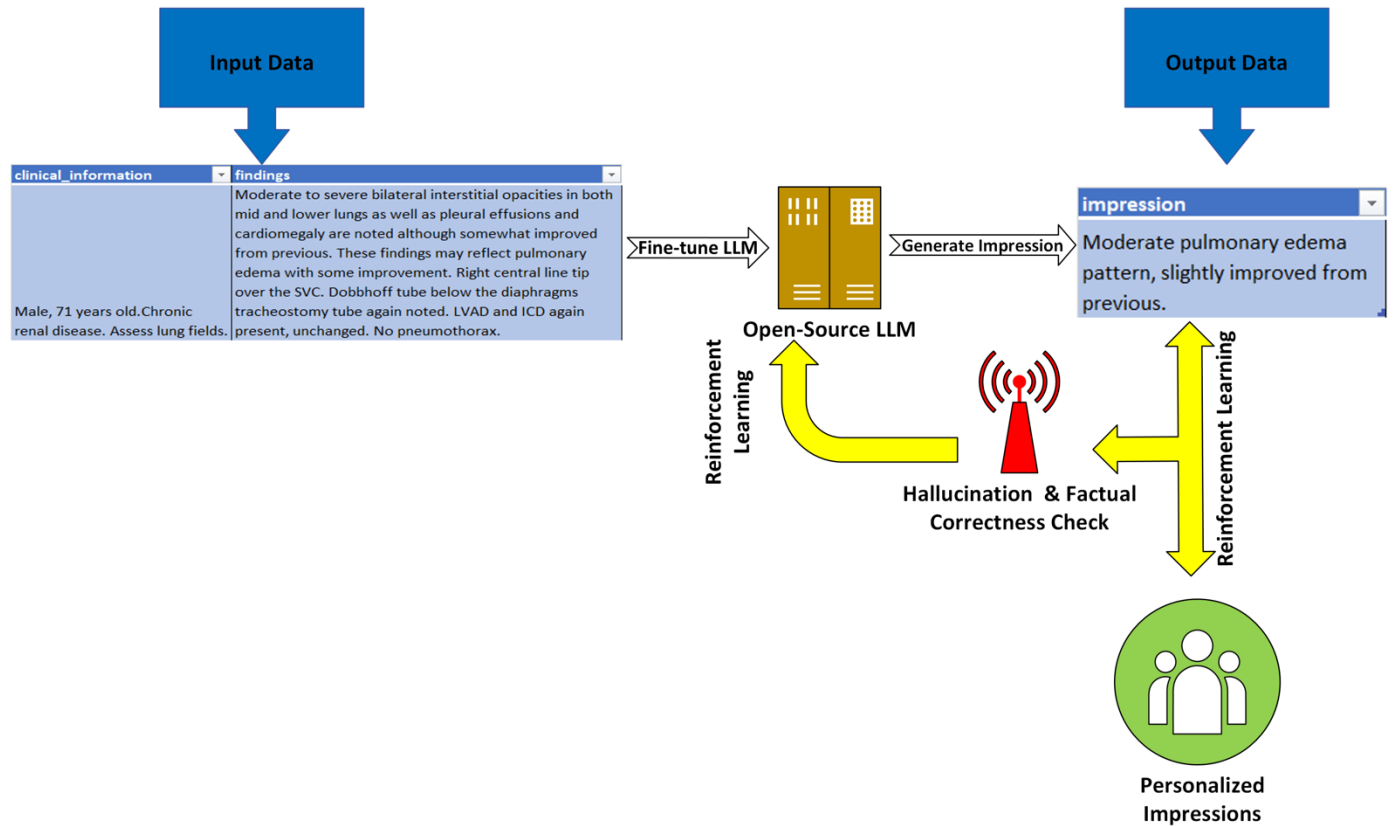 Input Data
Output Data
clinical_information
findings
Male, 71 years old.Chronic
renal disease. Assess lung fields.
Moderate to severe bilateral interstitial opacities in both
mid and lower lungs as well as pleural effusions and
cardiomegaly are noted although somewhat improved
from previous. These findings may reflect pulmonary
edema with some improvement. Right central line tip
over the SVC. Dobbhoff tube below the diaphragms
tracheostomy tube again noted. LVAD and ICD again
present, unchanged. No pneumothorax.
Fine-tune LLM
Open-Source LLM
Generate Impression
impression
Moderate pulmonary edema
pattern, slightly improved from
previous.
Reinforcement
Learning
Hallucination & Factual
Correctness Check
Reinforcement Learning
Personalized
Impressions